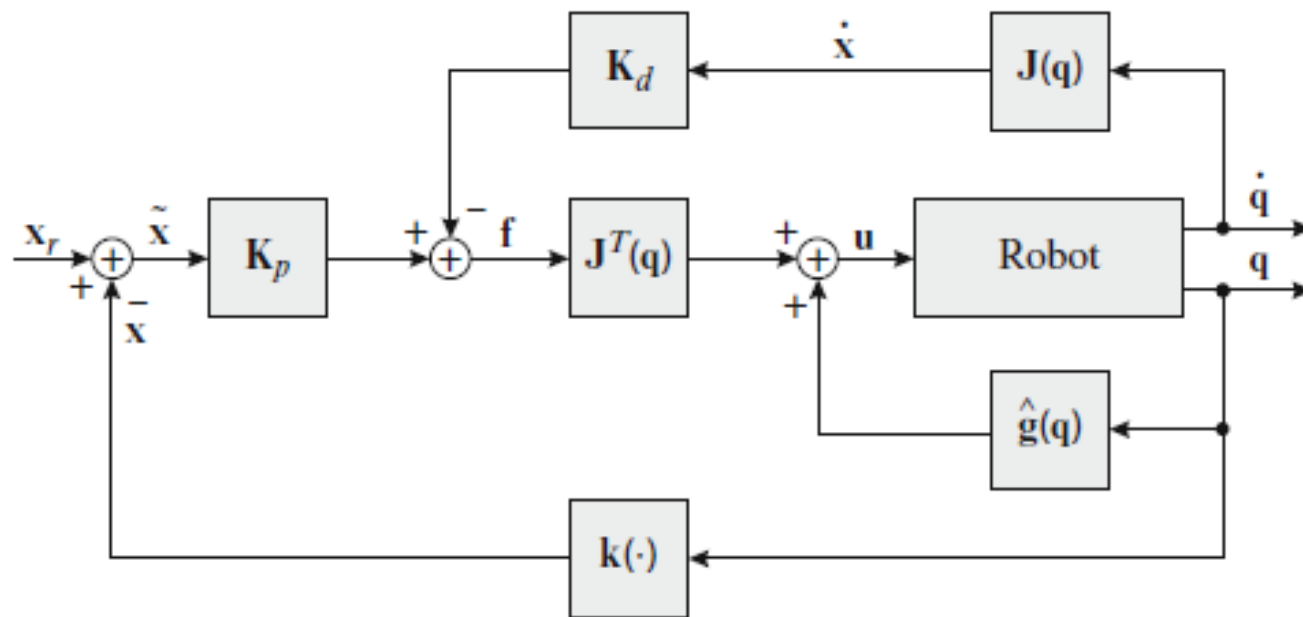 ẋ
K_d
J(q)
x_r
+
−
x
x̃
K_p
+
−
+
f
J^T(q)
+
+
u
Robot
q̇
q
ĝ(q)
k(·)
+